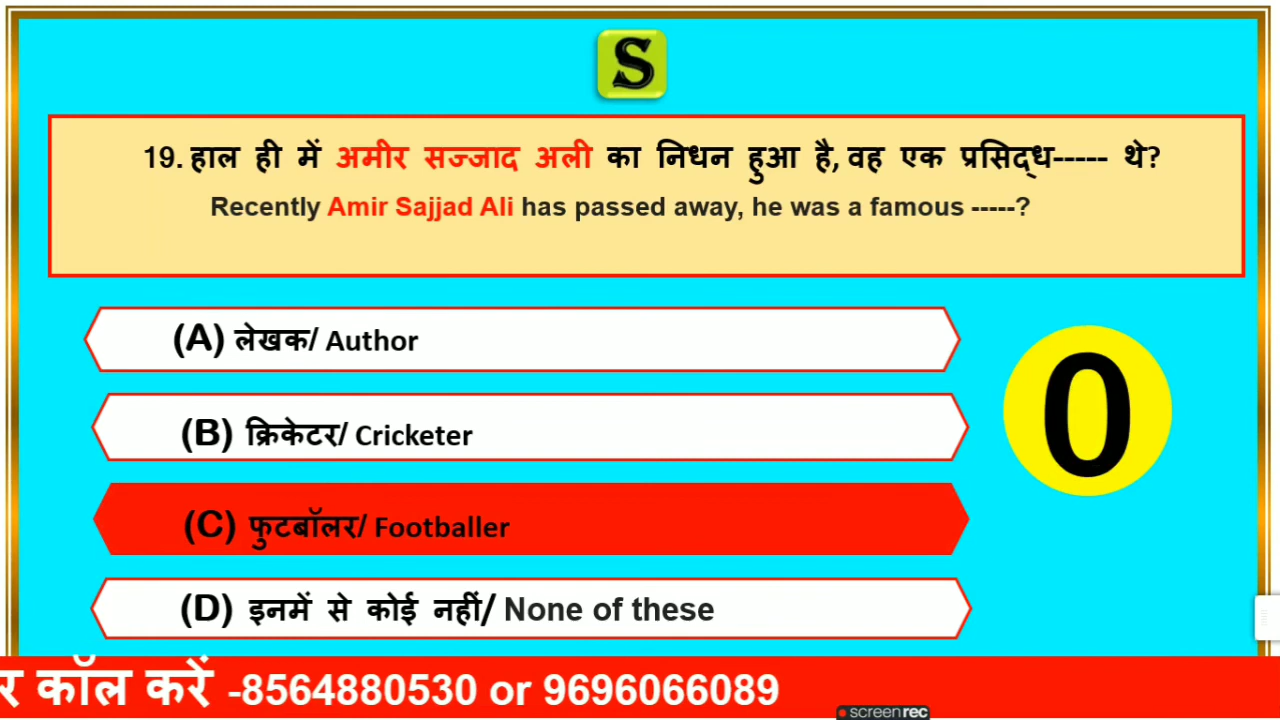 S
19. हाल ही में अमीर सज्जाद अली का निधन हुआ है, वह एक प्रसिद्ध----- थे?
Recently Amir Sajjad Ali has passed away, he was a famous -----?
(A) लेखक/ Author
(B) क्रिकेटर/ Cricketer
0
(C) फुटबॉलर/ Footballer
(D) इनमें से कोई नहीं/ None of these
र कॉल करें -8564880530 or 9696066089
screenrec